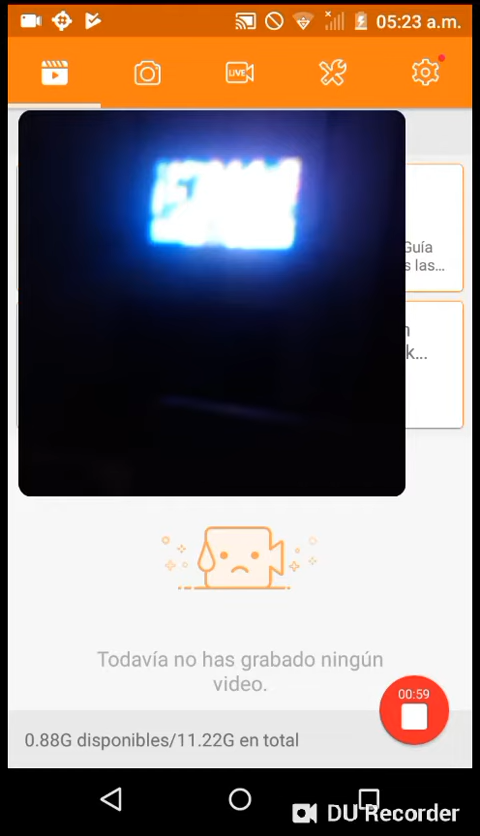 05:23 a.m.
LIVE
Guía
s las...
n
k...
Todavía no has grabado ningún
video.
00:59
0.88G disponibles/11.22G en total
DU Recorder